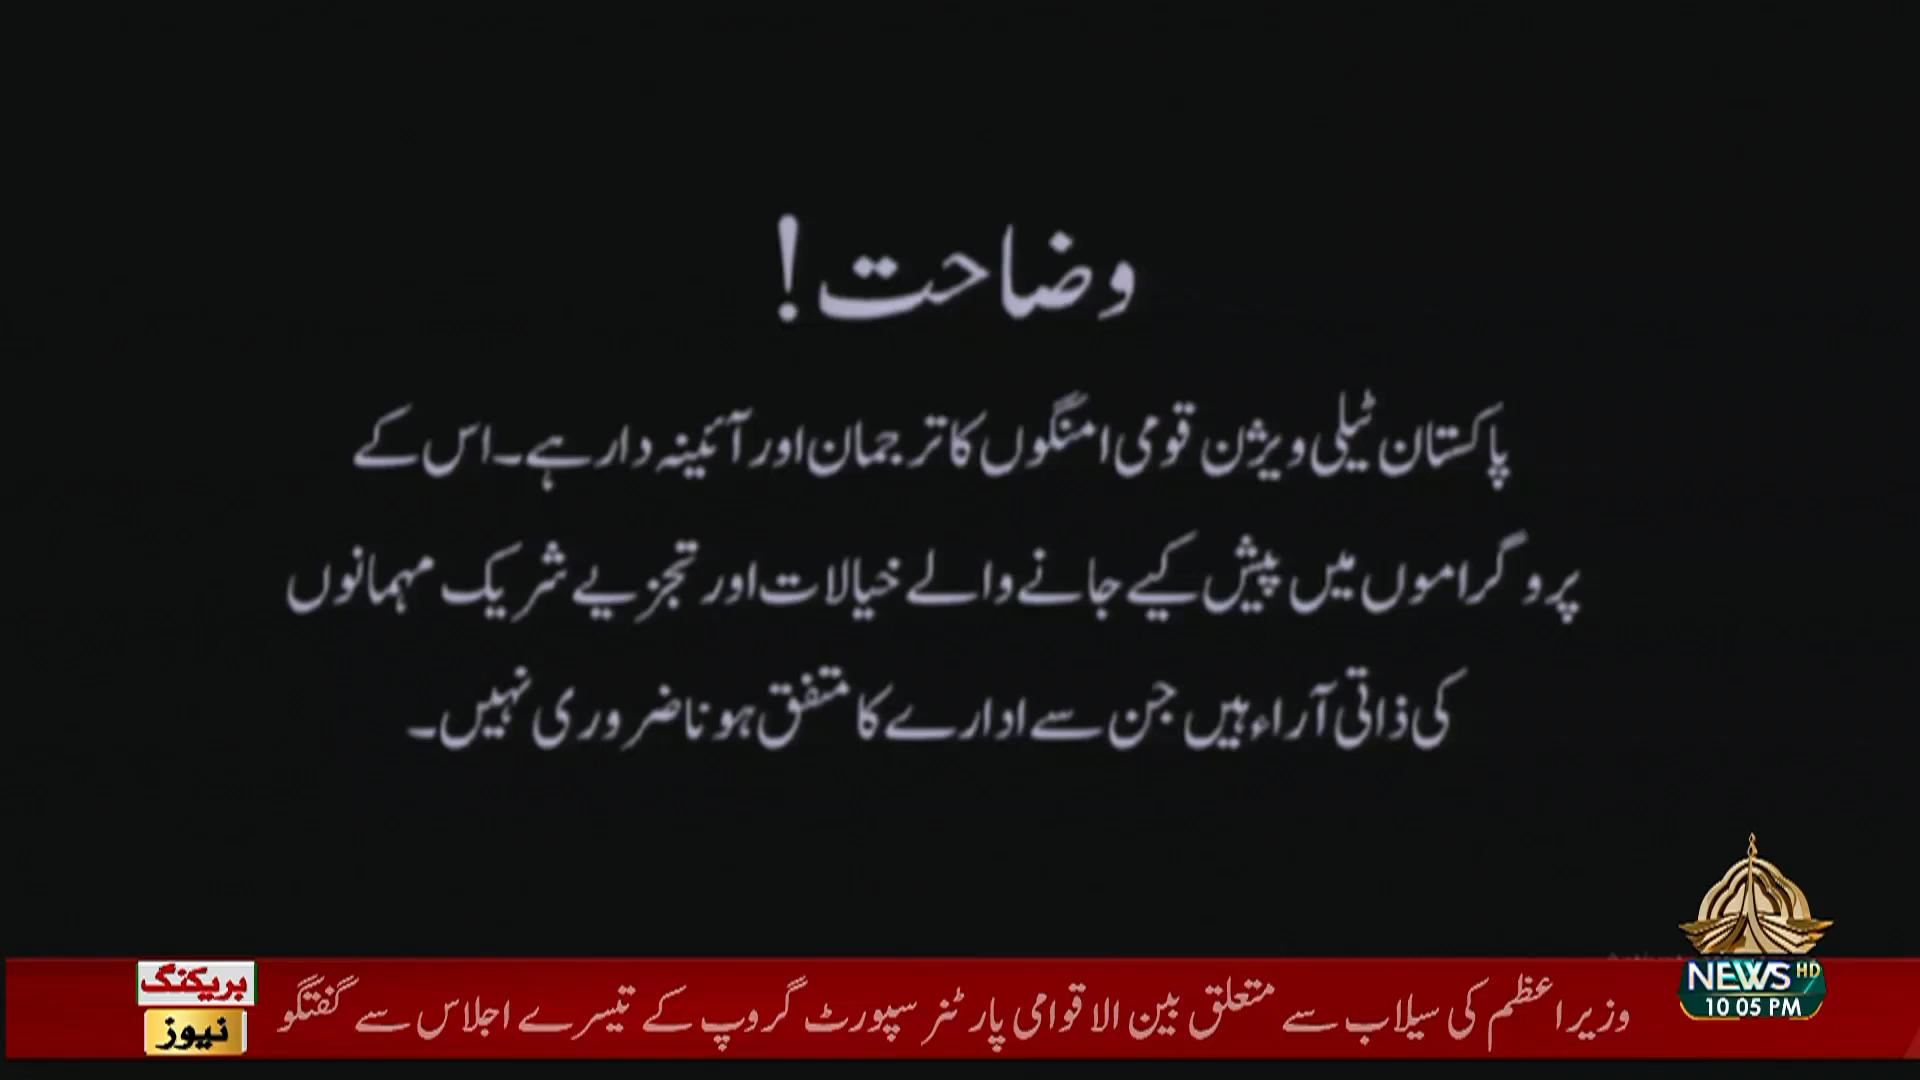 وضاحت!
پاکستان ٹیلی ویژن قومی امنگوں کا ترجمان اور آئینہ دار ہے۔ اس کے
پروگراموں میں پیش کیے جانے والے خیالات اور تجزیے شریک مہمانوں
کی ذاتی آراء ہیں جن سے ادارے کا متفق ہونا ضروری نہیں۔
NEWS HD
10 05 PM
وزیراعظم کی سیلاب سے متعلق بین الاقوامی پارٹنر سپورٹ گروپ کے تیسرے اجلاس سے گفتگو
بریکنگ
نیوز